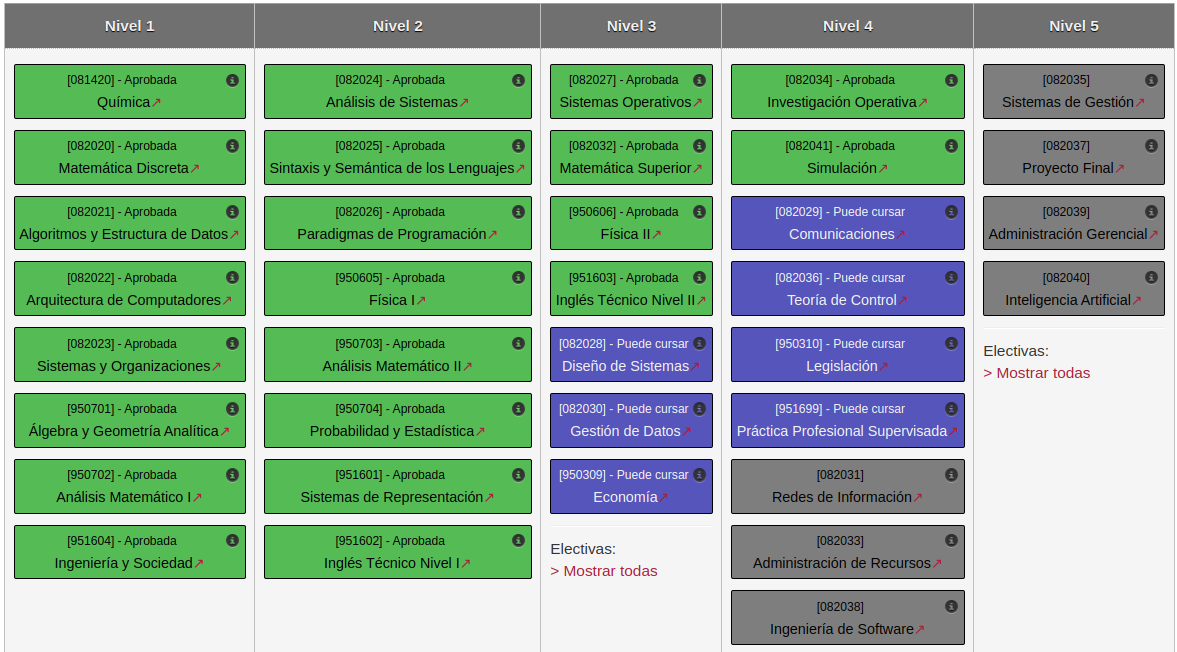 Nivel 1
[081420] - Aprobada
Química
[082020] - Aprobada
Matemática Discreta
[082021] - Aprobada
Algoritmos y Estructura de Datos
[082022] - Aprobada
Arquitectura de Computadores
[082023] - Aprobada
Sistemas y Organizaciones
[950701] - Aprobada
Álgebra y Geometría Analítica
[950702] - Aprobada
Análisis Matemático I
[951604] - Aprobada
Ingeniería y Sociedad
Nivel 2
[082024] - Aprobada
Análisis de Sistemas
[082025] - Aprobada
Sintaxis y Semántica de los Lenguajes
[082026] - Aprobada
Paradigmas de Programación
[950605] - Aprobada
Física I
[950703] - Aprobada
Análisis Matemático II
[950704] - Aprobada
Probabilidad y Estadística
[951601] - Aprobada
Sistemas de Representación
[951602] - Aprobada
Inglés Técnico Nivel I
Nivel 3
[082027] - Aprobada
Sistemas Operativos
[082032] - Aprobada
Matemática Superior
[950606] - Aprobada
Física II
[951603] - Aprobada
Inglés Técnico Nivel II
[082028] - Puede cursar
Diseño de Sistemas
[082030] - Puede cursar
Gestión de Datos
[950309] - Puede cursar
Economía
Electivas:
> Mostrar todas
Nivel 4
[082034] - Aprobada
Investigación Operativa
[082041] - Aprobada
Simulación
[082029] - Puede cursar
Comunicaciones
[082036] - Puede cursar
Teoría de Control
[950310] - Puede cursar
Legislación
[951699] - Puede cursar
Práctica Profesional Supervisada
[082031]
Redes de Información
[082033]
Administración de Recursos
[082038]
Ingeniería de Software
Nivel 5
[082035]
Sistemas de Gestión
[082037]
Proyecto Final
[082039]
Administración Gerencial
[082040]
Inteligencia Artificial
Electivas:
> Mostrar todas